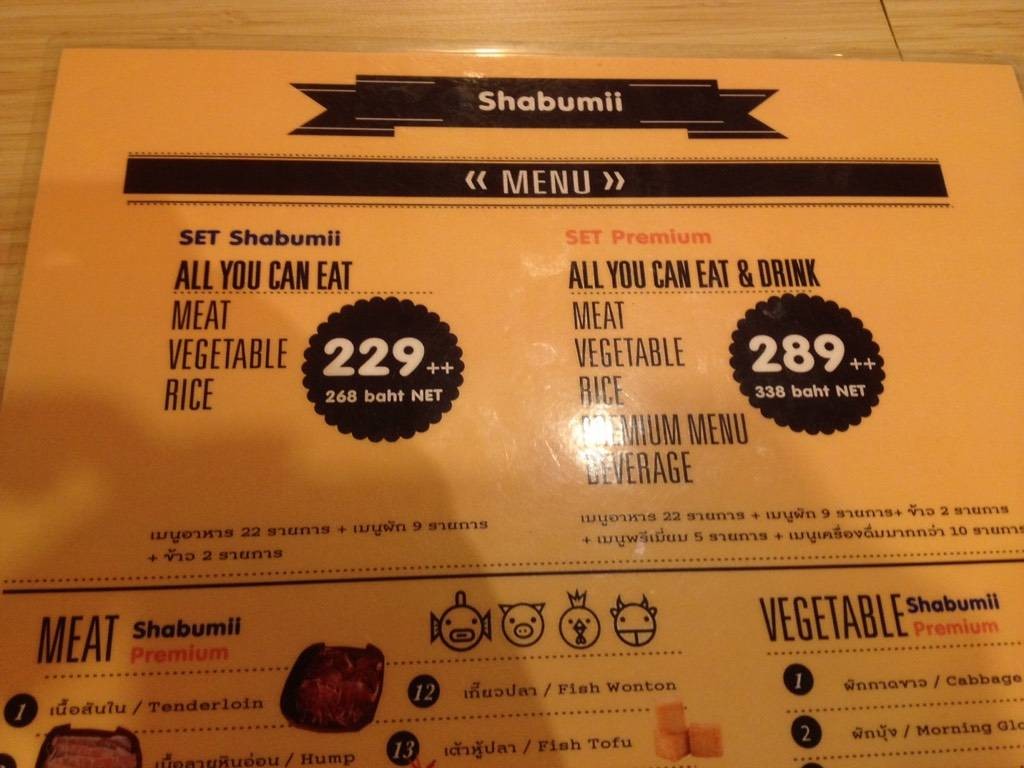 Shabumii
« MENU »
SET Shabumii
ALL YOU CAN EAT
MEAT
VEGETABLE
RICE
229++
268 baht NET
SET Premium
ALL YOU CAN EAT & DRINK
MEAT
VEGETABLE
RICE
PREMIUM MENU
BEVERAGE
289++
338 baht NET
เมนูอาหาร 22 รายการ + เมนูผัก 9 รายการ
+ ข้าว 2 รายการ
เมนูอาหาร 22 รายการ + เมนูผัก 9 รายการ+ ข้าว 2 รายการ
+ เมนูพรีเมี่ยม 5 รายการ + เมนูเครื่องดื่มมากกว่า 10 รายการ
MEAT Shabumii
Premium
1 เนื้อสันใน / Tenderloin
เนื้อลายหินอ่อน / Hump
12 เกี๊ยวปลา / Fish Wonton
13 เต้าหู้ปลา / Fish Tofu
VEGETABLE Shabumii
Premium
1 ผักกาดขาว / Cabbage
2 ผักบุ้ง / Morning